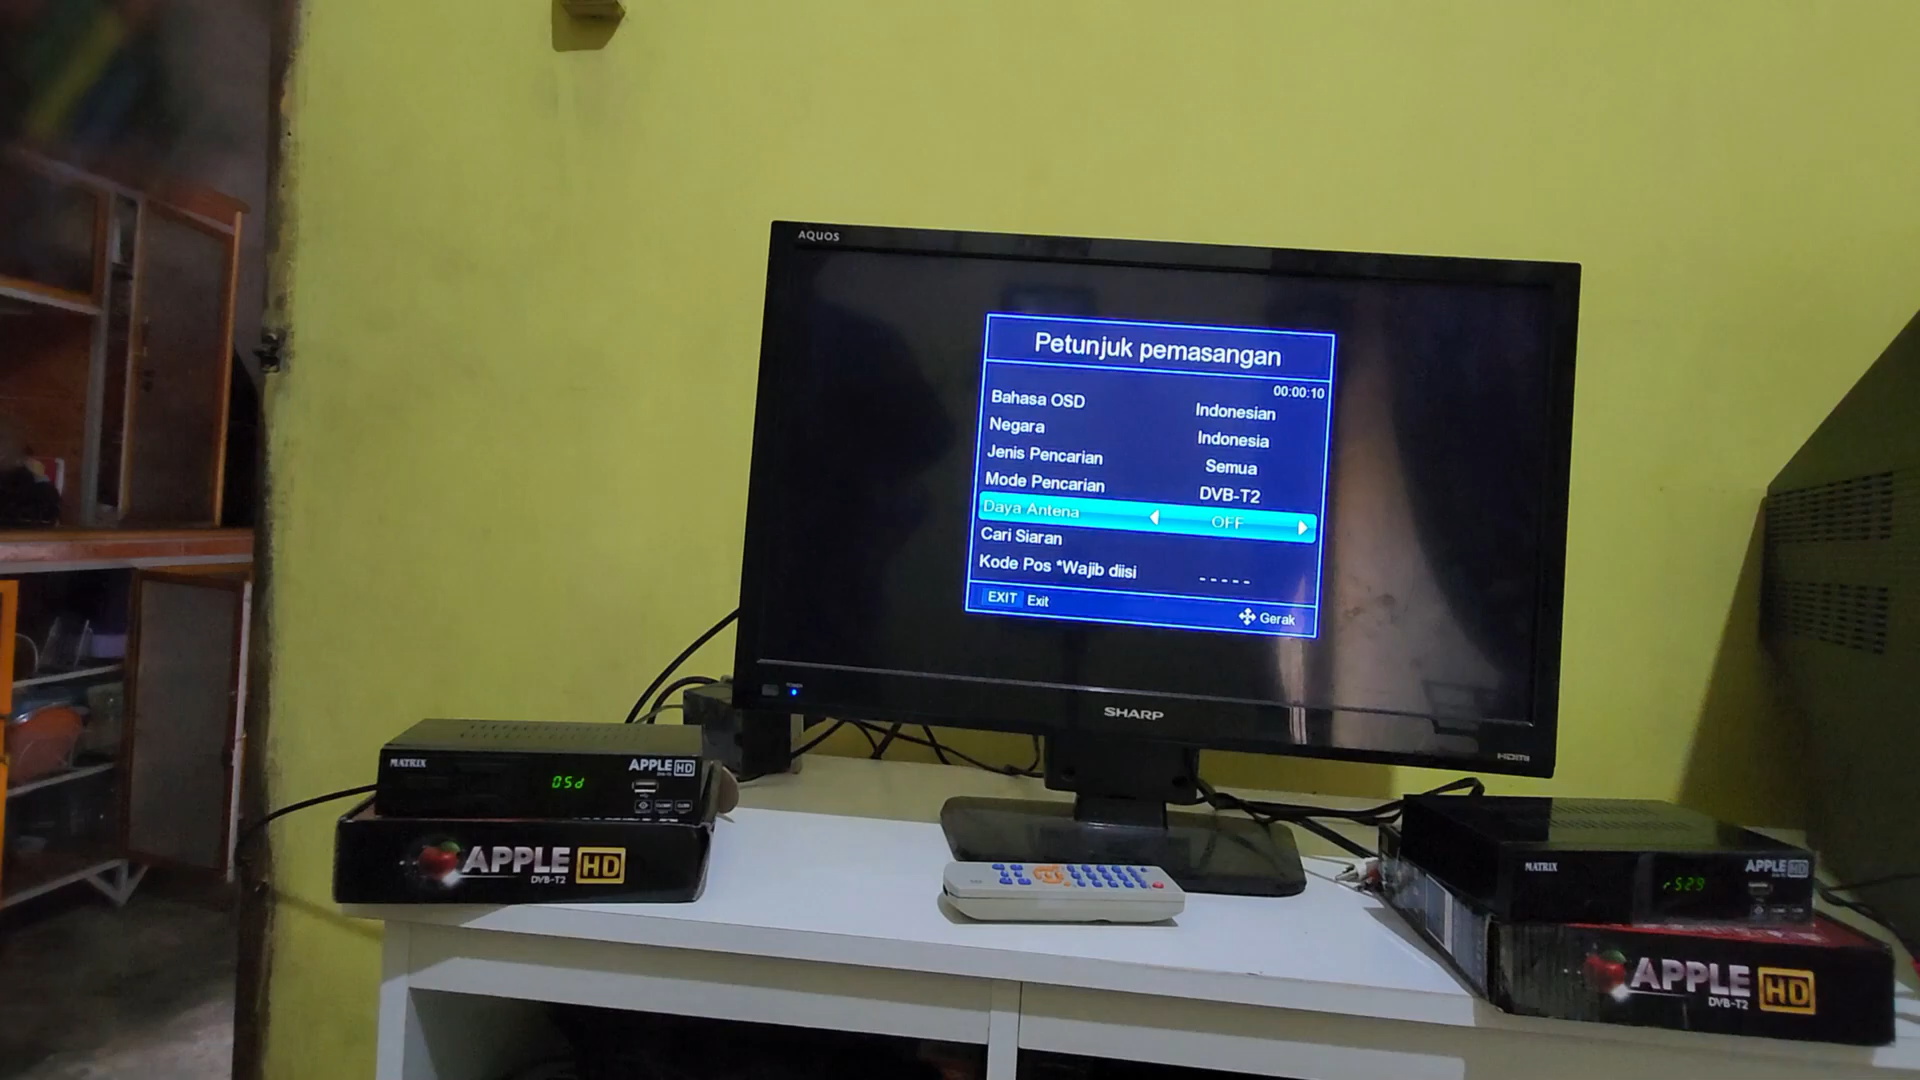 AQUOS
Petunjuk pemasangan
00:00:10
Bahasa OSD Indonesian
Negara Indonesia
Jenis Pencarian Semua
Mode Pencarian DVB-T2
Daya Antena OFF
Cari Siaran
Kode Pos *Wajib diisi - - - - -
EXIT Exit Gerak
POWER
SHARP
HDMI
MATRIX
OSd
APPLE HD
APPLE HD
DVB-T2
MATRIX
r529
APPLE HD
APPLE HD
DVB-T2